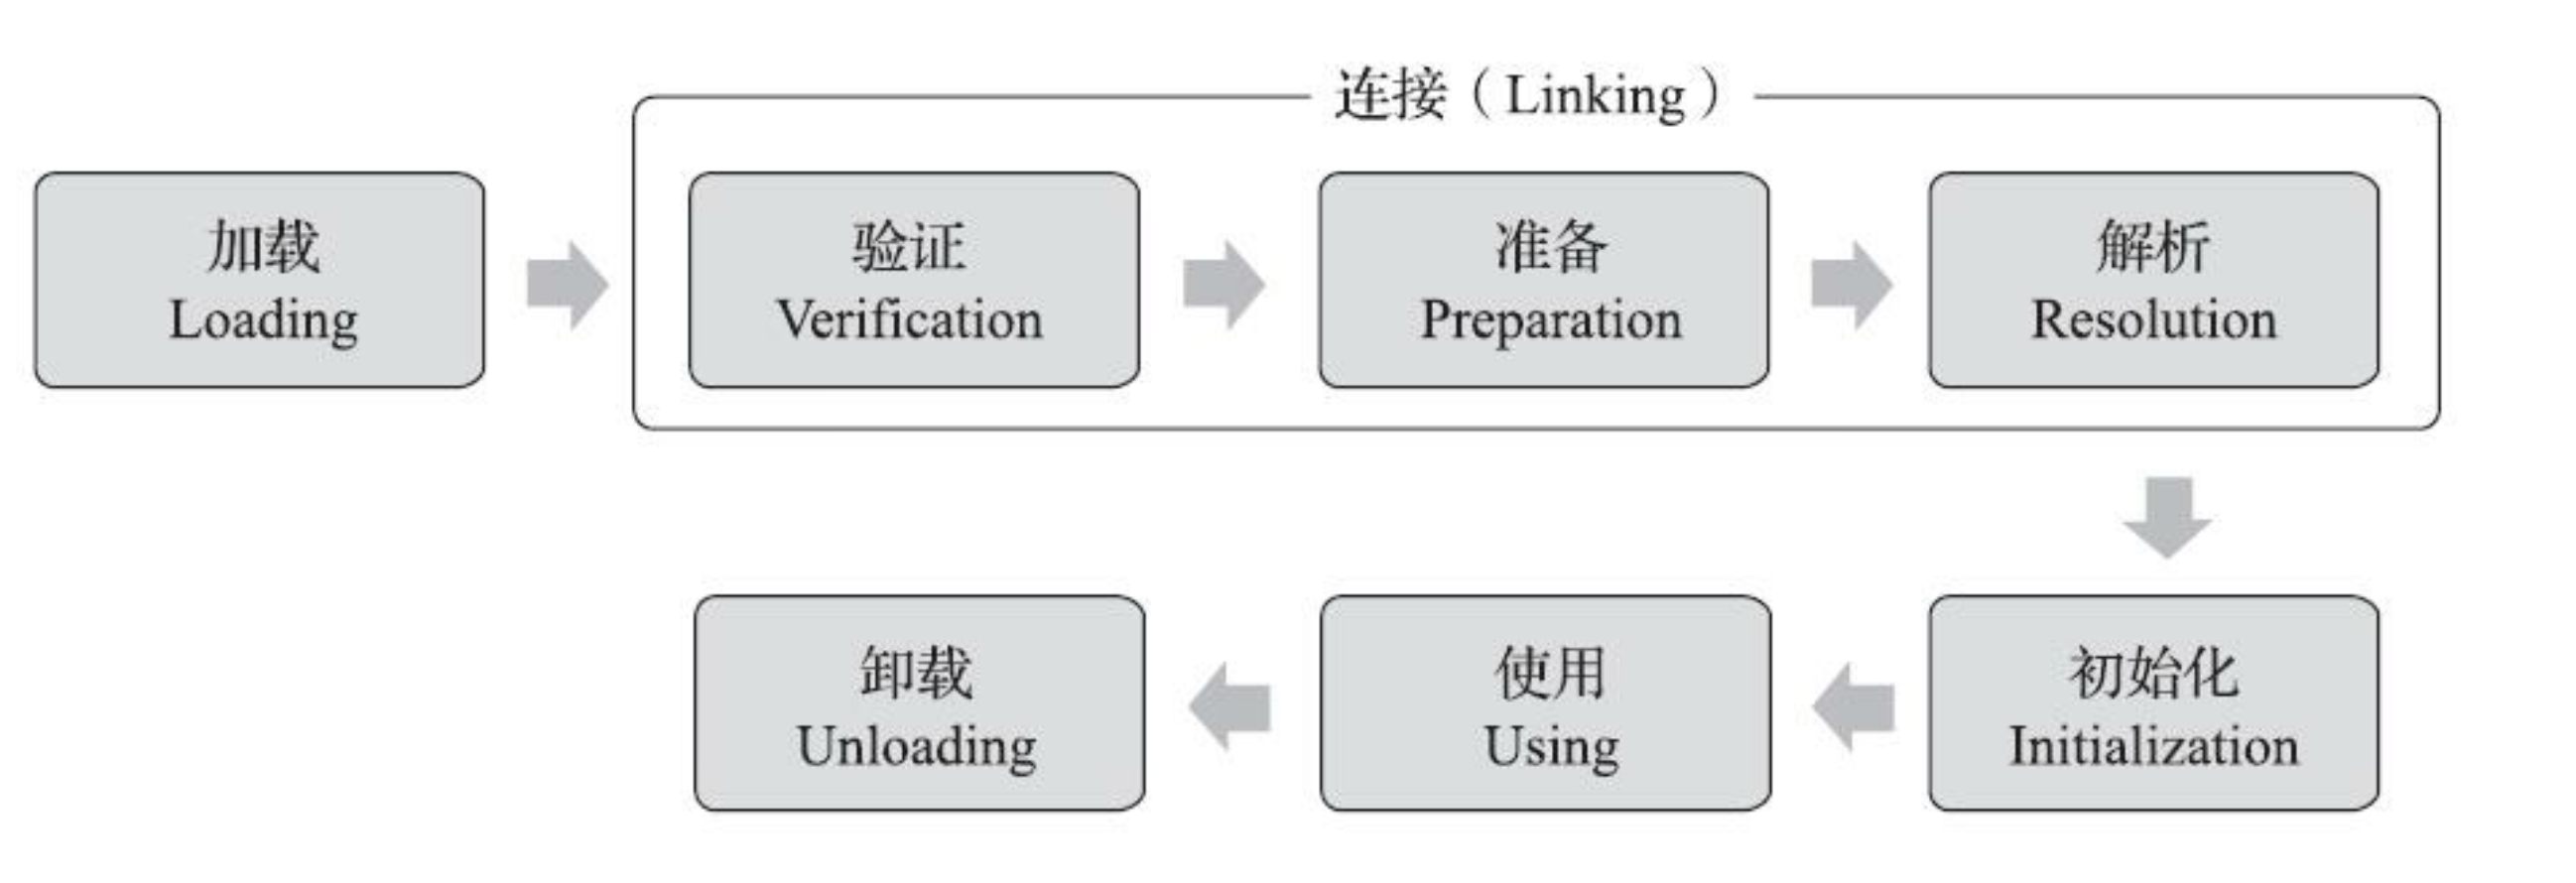 连接（Linking）
加载
Loading
验证
Verification
准备
Preparation
解析
Resolution
初始化
Initialization
使用
Using
卸载
Unloading